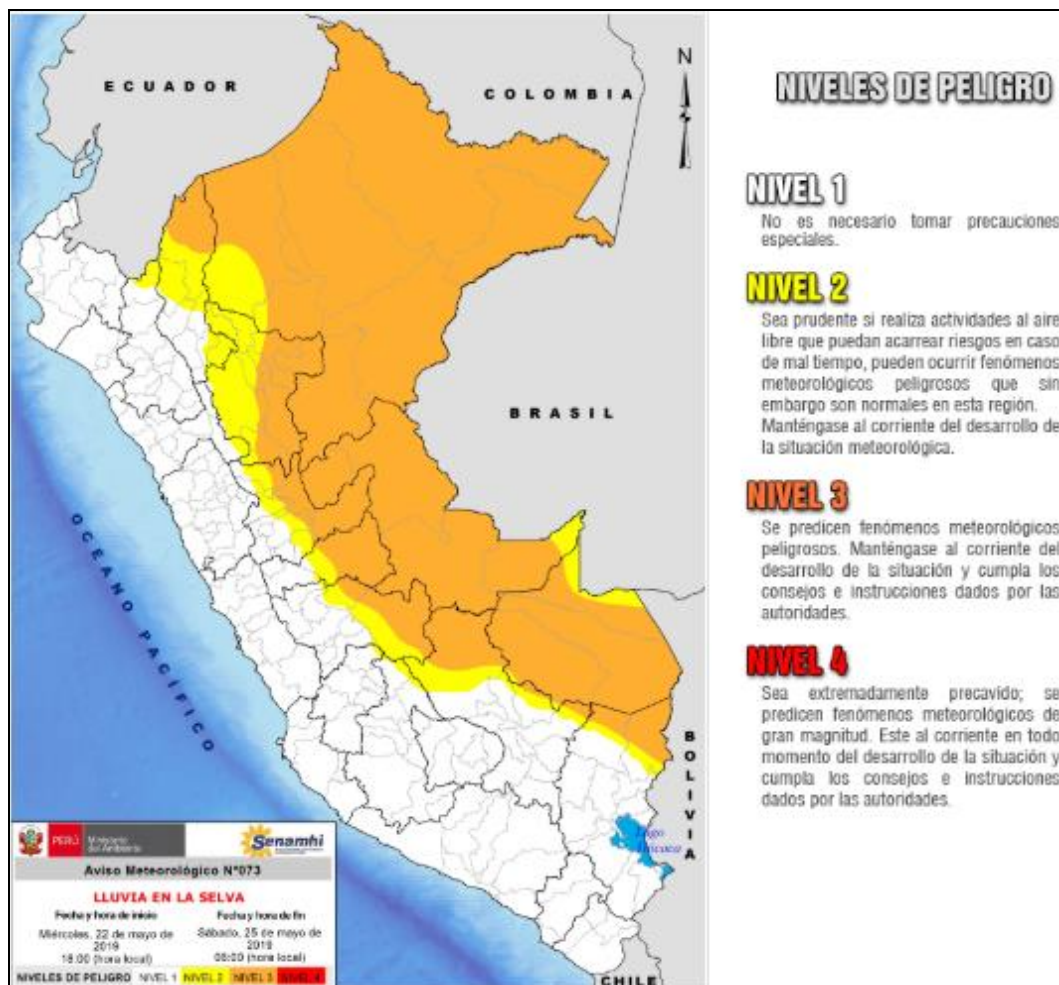 ECUADOR
COLOMBIA
N
BRASIL
OCEANO PACÍFICO
BOLIVIA
Lago
Titicaca
CHILE
PERÚ Ministerio
del Ambiente
Senamhi
Aviso Meteorológico N°073
LLUVIA EN LA SELVA
Fecha y hora de inicio
Miércoles, 22 de mayo de
2019
18:00 (hora local)
Fecha y hora de fin
Sábado, 25 de mayo de
2019
(hora local)
NIVELES DE PELIGRO NIVEL 1 NIVEL 2 NIVEL 3 NIVEL 4
NIVELES DE PELIGRO
NIVEL 1
No es necesario tomar precauciones
especiales.
NIVEL 2
Sea prudente si realiza actividades al aire
libre que puedan acarrear riesgos en caso
de mal tiempo, pueden ocurrir fenómenos
meteorológicos peligrosos que sin
embargo son normales en esta región.
Manténgase al corriente del desarrollo de
la situación meteorológica.
NIVEL 3
Se predicen fenómenos meteorológicos
peligrosos. Manténgase al corriente del
desarrollo de la situación y cumpla los
consejos e instrucciones dados por las
autoridades.
NIVEL 4
Sea extremadamente precavido; se
predicen fenómenos meteorológicos de
gran magnitud. Este al corriente en todo
momento del desarrollo de la situación y
cumpla los consejos e instrucciones
dados por las autoridades.